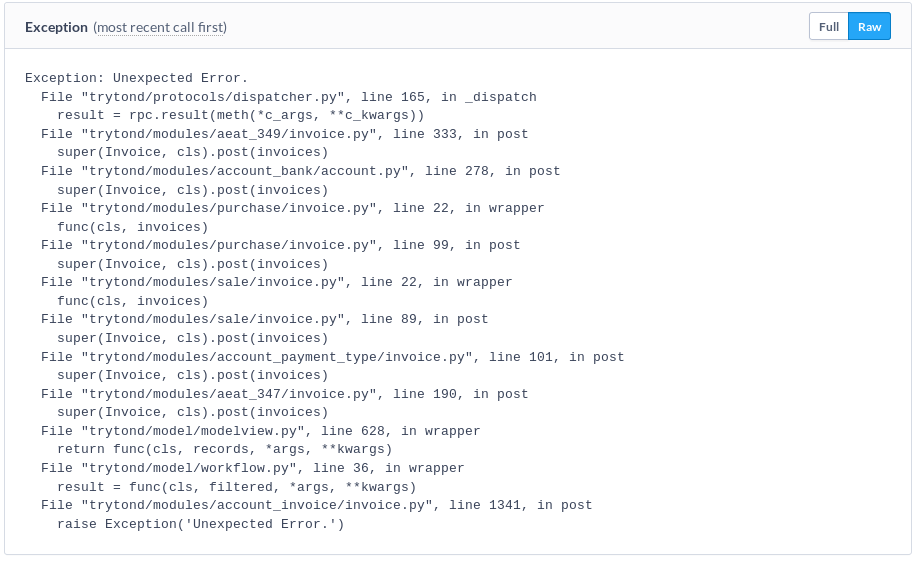 Exception (most recent call first)
Full Raw
Exception: Unexpected Error.
  File "trytond/protocols/dispatcher.py", line 165, in _dispatch
    result = rpc.result(meth(*c_args, **c_kwargs))
  File "trytond/modules/aeat_349/invoice.py", line 333, in post
    super(Invoice, cls).post(invoices)
  File "trytond/modules/account_bank/account.py", line 278, in post
    super(Invoice, cls).post(invoices)
  File "trytond/modules/purchase/invoice.py", line 22, in wrapper
    func(cls, invoices)
  File "trytond/modules/purchase/invoice.py", line 99, in post
    super(Invoice, cls).post(invoices)
  File "trytond/modules/sale/invoice.py", line 22, in wrapper
    func(cls, invoices)
  File "trytond/modules/sale/invoice.py", line 89, in post
    super(Invoice, cls).post(invoices)
  File "trytond/modules/account_payment_type/invoice.py", line 101, in post
    super(Invoice, cls).post(invoices)
  File "trytond/modules/aeat_347/invoice.py", line 190, in post
    super(Invoice, cls).post(invoices)
  File "trytond/model/modelview.py", line 628, in wrapper
    return func(cls, records, *args, **kwargs)
  File "trytond/model/workflow.py", line 36, in wrapper
    result = func(cls, filtered, *args, **kwargs)
  File "trytond/modules/account_invoice/invoice.py", line 1341, in post
    raise Exception('Unexpected Error.')